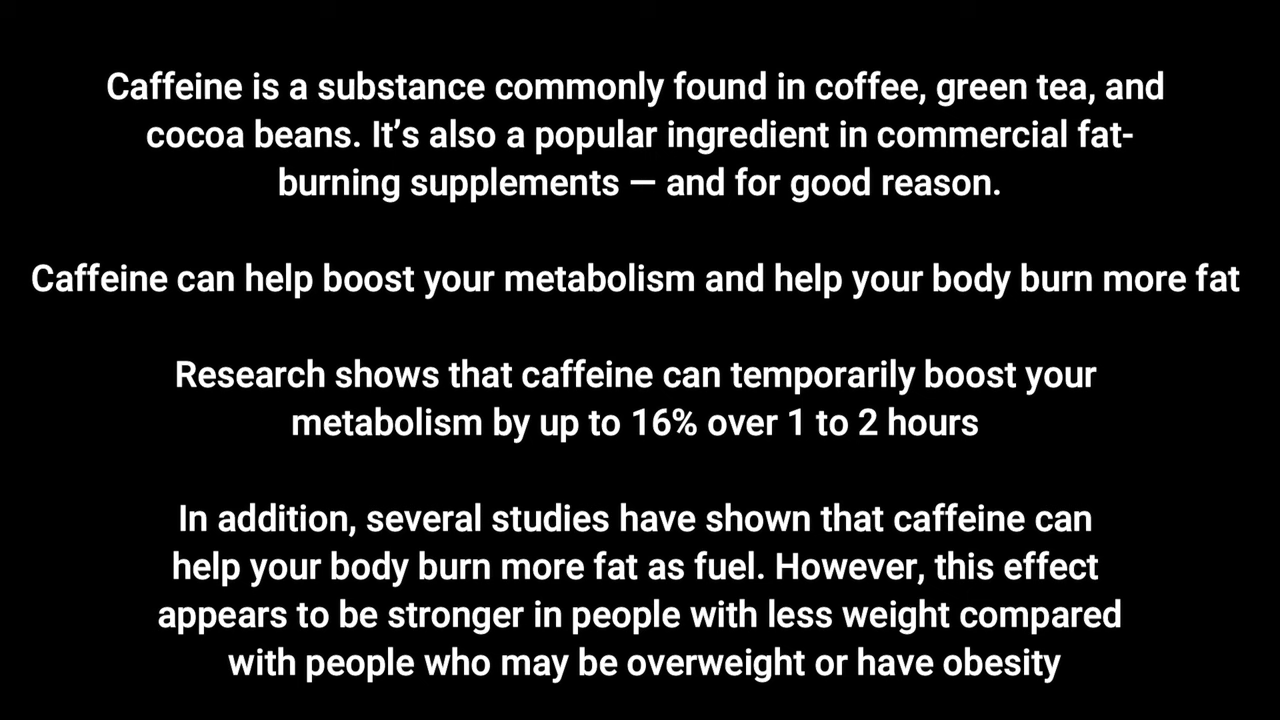 Caffeine is a substance commonly found in coffee, green tea, and
cocoa beans. It’s also a popular ingredient in commercial fat-
burning supplements — and for good reason.
Caffeine can help boost your metabolism and help your body burn more fat
Research shows that caffeine can temporarily boost your
metabolism by up to 16% over 1 to 2 hours
In addition, several studies have shown that caffeine can
help your body burn more fat as fuel. However, this effect
appears to be stronger in people with less weight compared
with people who may be overweight or have obesity